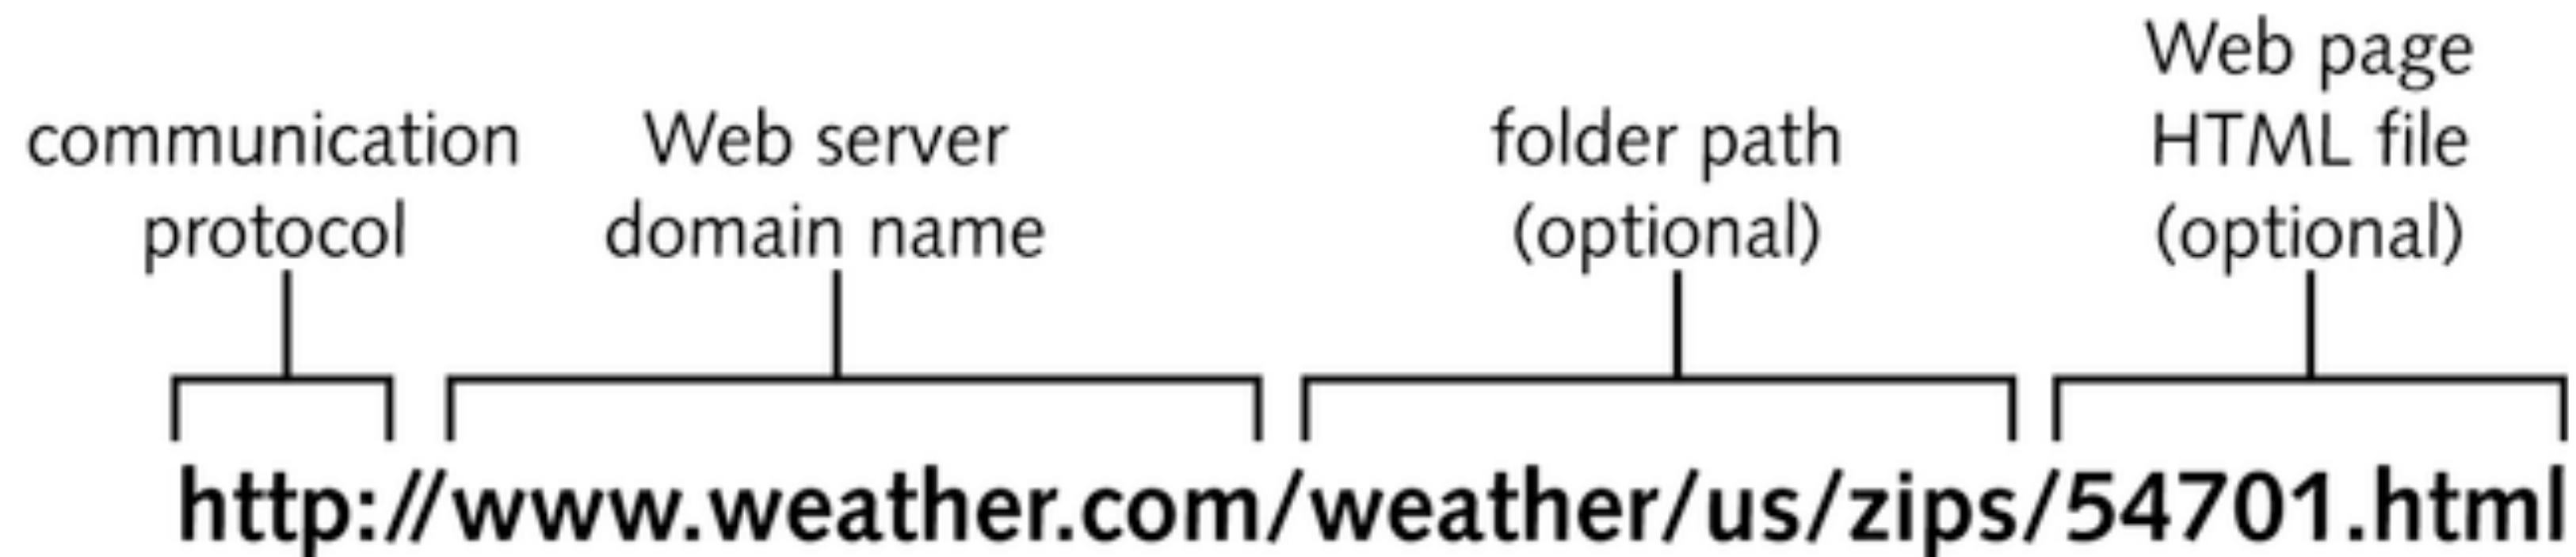 communication
protocol
Web server
domain name
folder path
(optional)
Web page
HTML file
(optional)
http://www.weather.com/weather/us/zips/54701.html